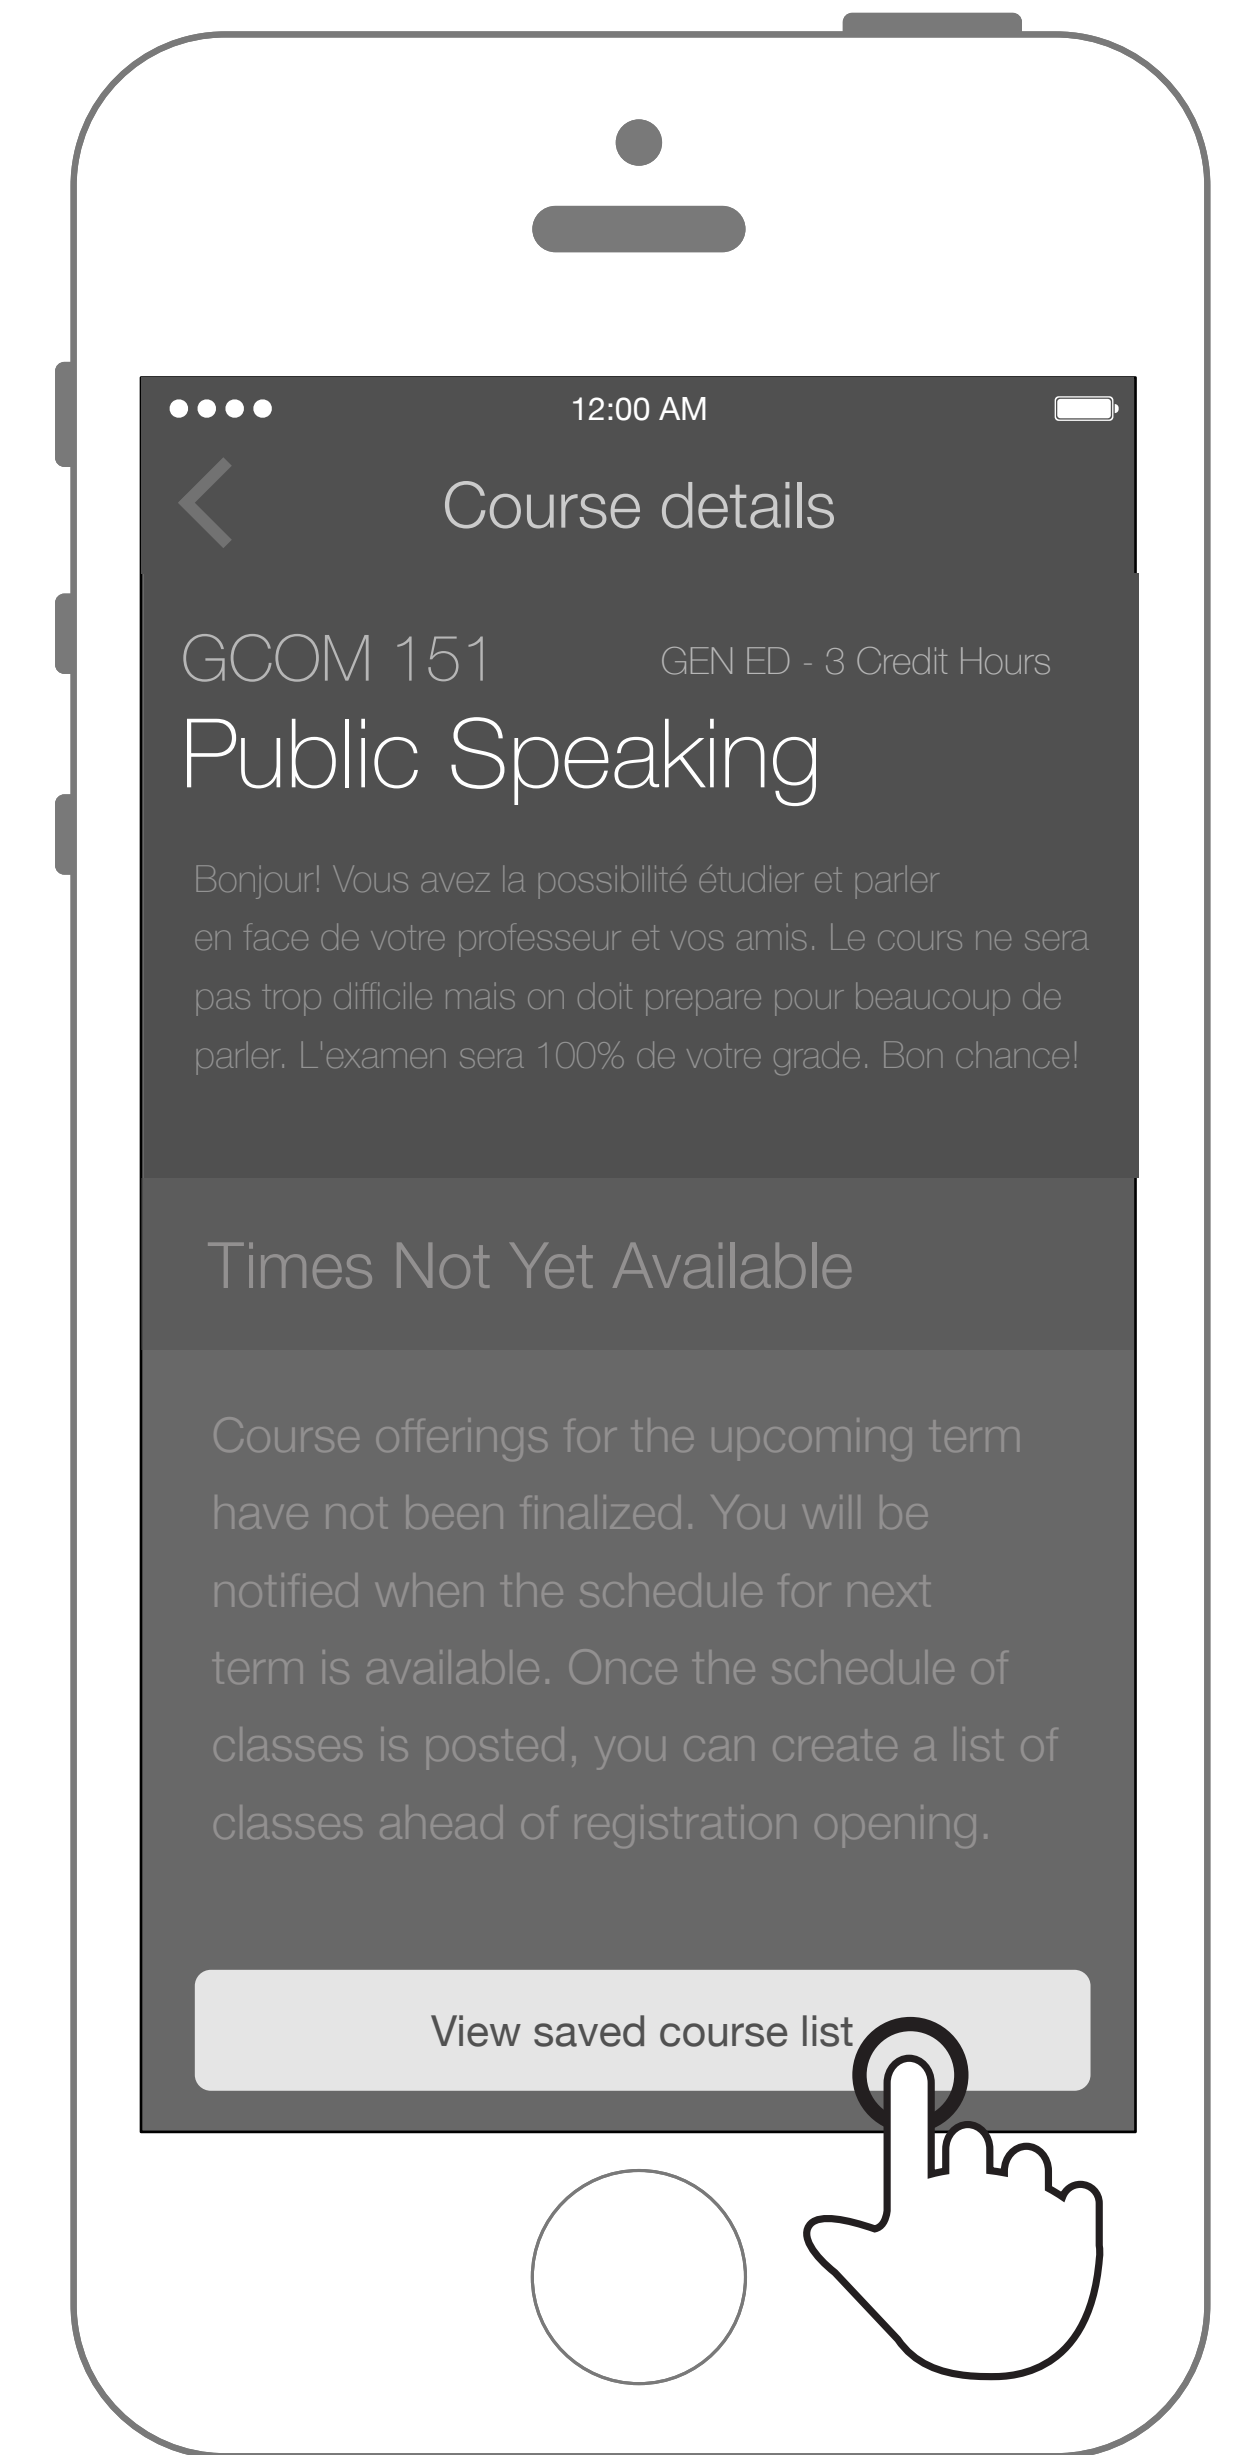 12:00 AM
Course details
GCOM 151 GEN ED - 3 Credit Hours
Public Speaking
Bonjour! Vous avez la possibilité étudier et parler
en face de votre professeur et vos amis. Le cours ne sera
pas trop difficile mais on doit prepare pour beaucoup de
parler. L'examen sera 100% de votre grade. Bon chance!
Times Not Yet Available
Course offerings for the upcoming term
have not been finalized. You will be
notified when the schedule for next
term is available. Once the schedule of
classes is posted, you can create a list of
classes ahead of registration opening.
View saved course list